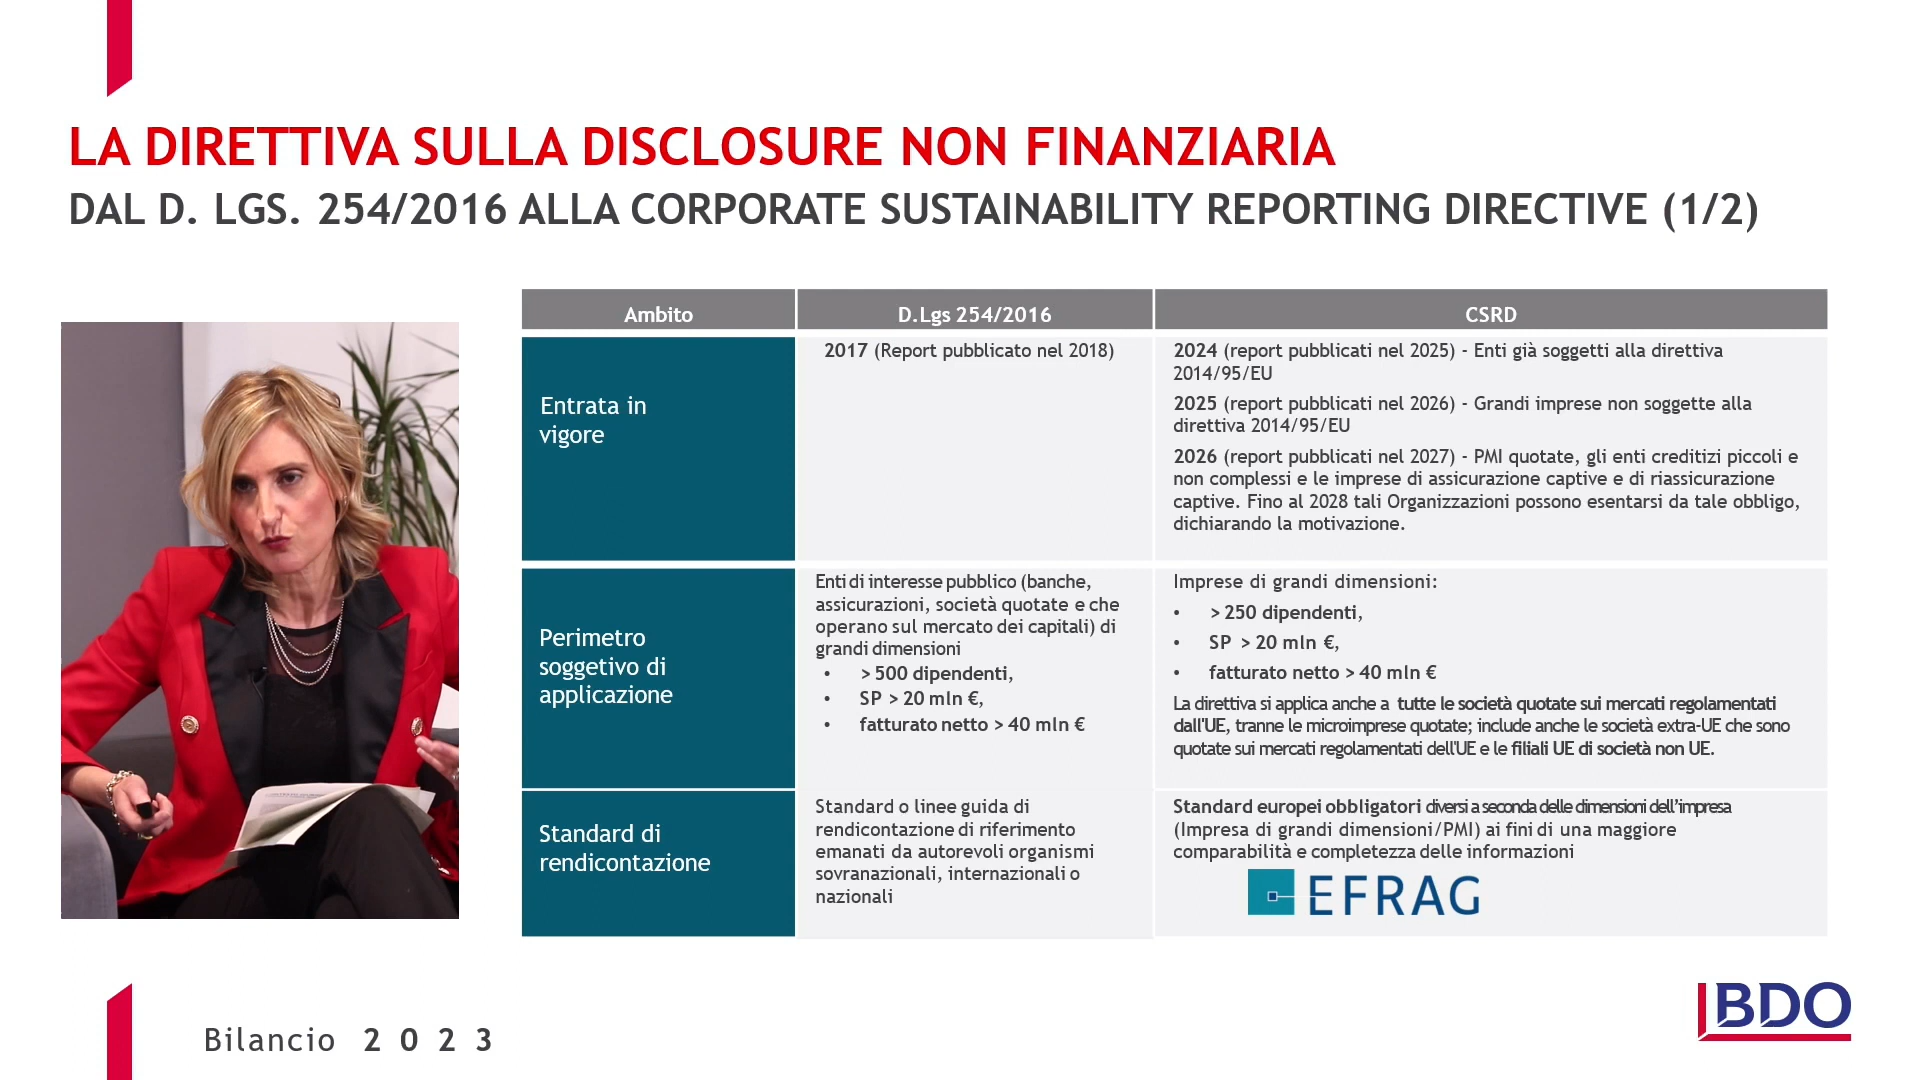 LA DIRETTIVA SULLA DISCLOSURE NON FINANZIARIA
DAL D. LGS. 254/2016 ALLA CORPORATE SUSTAINABILITY REPORTING DIRECTIVE (1/2)
Ambito
D.Lgs 254/2016
CSRD
Entrata in
vigore
2017 (Report pubblicato nel 2018)
2024 (report pubblicati nel 2025) - Enti già soggetti alla direttiva
2014/95/EU
2025 (report pubblicati nel 2026) - Grandi imprese non soggette alla
direttiva 2014/95/EU
2026 (report pubblicati nel 2027) - PMI quotate, gli enti creditizi piccoli e
non complessi e le imprese di assicurazione captive e di riassicurazione
captive. Fino al 2028 tali Organizzazioni possono esentarsi da tale obbligo,
dichiarando la motivazione.
Perimetro
soggetivo di
applicazione
Enti di interesse pubblico (banche,
assicurazioni, società quotate e che
operano sul mercato dei capitali) di
grandi dimensioni
• > 500 dipendenti,
• SP > 20 mln €,
• fatturato netto > 40 mln €
Imprese di grandi dimensioni:
• > 250 dipendenti,
• SP > 20 mln €,
• fatturato netto > 40 mln €
La direttiva si applica anche a tutte le società quotate sui mercati regolamentati
dall'UE, tranne le microimprese quotate; include anche le società extra-UE che sono
quotate sui mercati regolamentati dell'UE e le filiali UE di società non UE.
Standard di
rendicontazione
Standard o linee guida di
rendicontazione di riferimento
emanati da autorevoli organismi
sovranazionali, internazionali o
nazionali
Standard europei obbligatori diversi a seconda delle dimensioni dell'impresa
(Impresa di grandi dimensioni/PMI) ai fini di una maggiore
comparabilità e completezza delle informazioni
EFRAG
Bilancio 2023
BDO